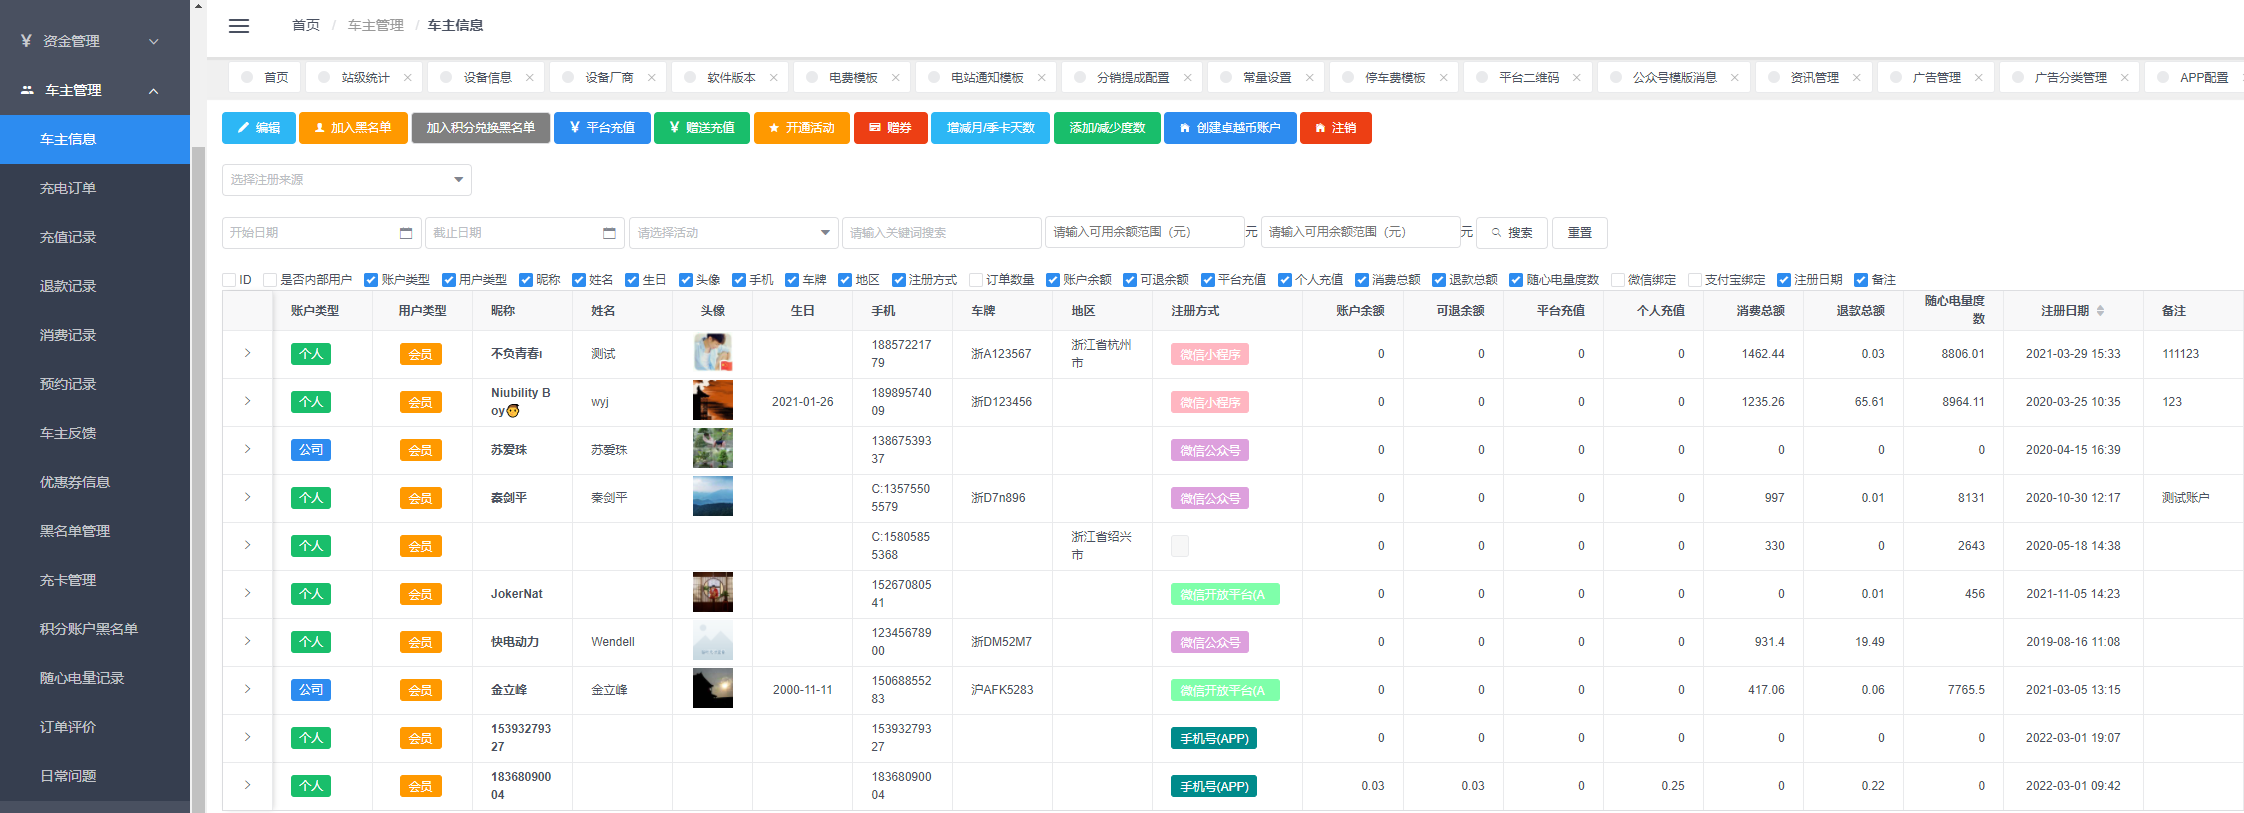 资金管理
车主管理
车主信息
充电订单
充值记录
退款记录
消费记录
预约记录
车主反馈
优惠券信息
黑名单管理
充卡管理
积分账户黑名单
随心电量记录
订单评价
日常问题
首页 / 车主管理 / 车主信息
首页 站级统计 设备信息 设备厂商 软件版本 电费模板 电站通知模板 分销提成配置 常量设置 停车费模板 平台二维码 公众号模版消息 资讯管理 广告管理 广告分类管理 APP配置
编辑 加入黑名单 加入积分兑换黑名单 ¥ 平台充值 ¥ 赠送充值 开通活动 赠券 增减月/季卡天数 添加/减少度数 创建卓越币账户 注销
选择注册来源
开始日期 截止日期 请选择活动 请输入关键词搜索 请输入可用余额范围（元） 元 请输入可用余额范围（元） 元 搜索 重置
ID 是否内部用户 账户类型 用户类型 昵称 姓名 生日 头像 手机 车牌 地区 注册方式 订单数量 账户余额 可退余额 平台充值 个人充值 消费总额 退款总额 随心电量度数 微信绑定 支付宝绑定 注册日期 备注
账户类型 用户类型 昵称 姓名 头像 生日 手机 车牌 地区 注册方式 账户余额 可退余额 平台充值 个人充值 消费总额 退款总额 随心电量度
数 注册日期 备注
个人 会员 不负青春ı 测试 188572217
79 浙A123567 浙江省杭州
市 微信小程序 0 0 0 0 1462.44 0.03 8806.01 2021-03-29 15:33 111123
个人 会员 Niubility B
oy wyj 2021-01-26 189895740
09 浙D123456 微信小程序 0 0 0 0 1235.26 65.61 8964.11 2020-03-25 10:35 123
公司 会员 苏爱珠 苏爱珠 138675393
37 微信公众号 0 0 0 0 0 0 0 2020-04-15 16:39
个人 会员 秦剑平 秦剑平 C:1357550
5579 浙D7n896 微信公众号 0 0 0 0 997 0.01 8131 2020-10-30 12:17 测试账户
个人 会员 C:1580585
5368 浙江省绍兴
市 0 0 0 0 330 0 2643 2020-05-18 14:38
个人 会员 JokerNat 152670805
41 微信开放平台(A 0 0 0 0 0 0.01 456 2021-11-05 14:23
个人 会员 快电动力 Wendell 123456789
00 浙DM52M7 微信公众号 0 0 0 0 931.4 19.49 2019-08-16 11:08
公司 会员 金立峰 金立峰 2000-11-11 150688552
83 沪AFK5283 微信开放平台(A 0 0 0 0 417.06 0.06 7765.5 2021-03-05 13:15
个人 会员 153932793
27 153932793
27 手机号(APP) 0 0 0 0 0 0 0 2022-03-01 19:07
个人 会员 183680900
04 183680900
04 手机号(APP) 0.03 0.03 0 0.25 0 0.22 0 2022-03-01 09:42